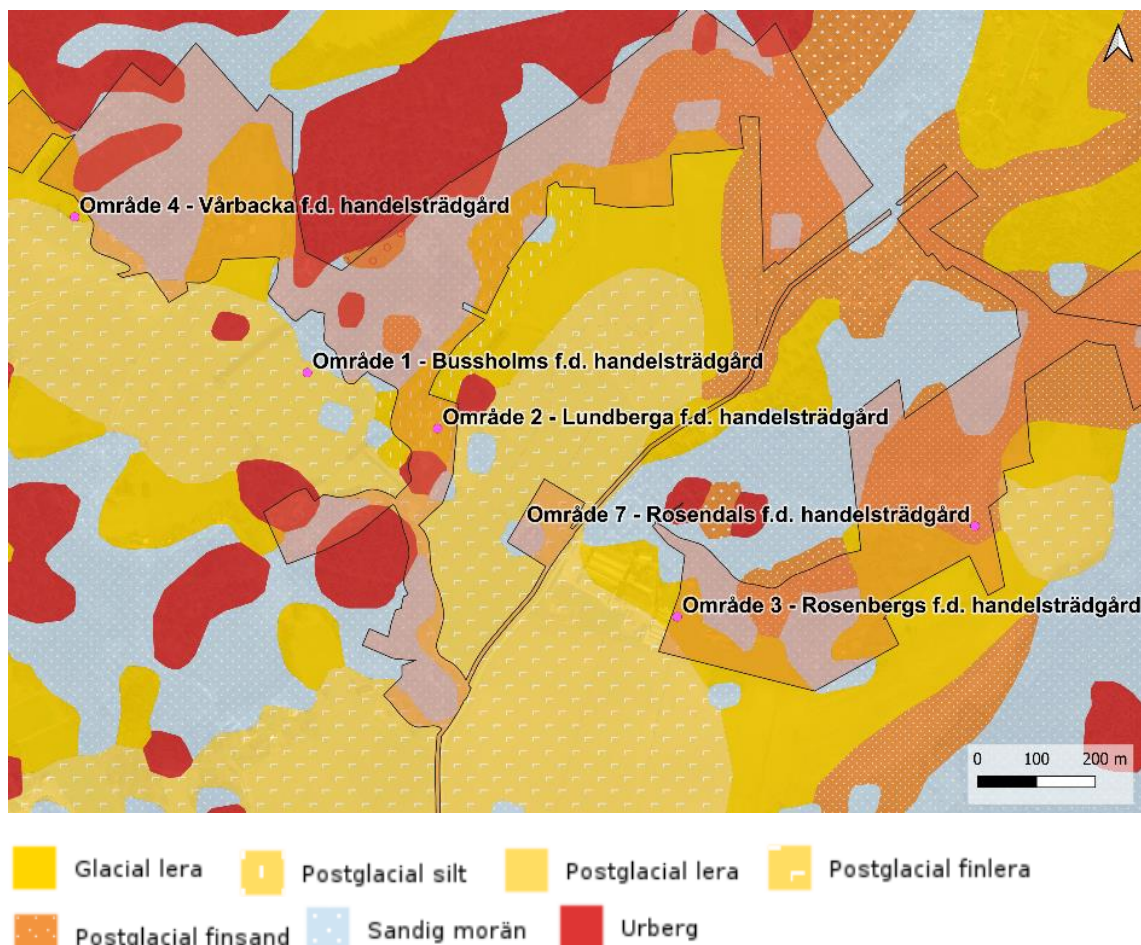 Område 4 - Vårbacka f.d. handelsträdgård
Område 1 - Bussholms f.d. handelsträdgård
Område 2 - Lundberga f.d. handelsträdgård
Område 7 - Rosendals f.d. handelsträdgård
Område 3 - Rosenbergs f.d. handelsträdgård
0 100 200 m
Glacial lera Postglacial silt Postglacial lera Postglacial finlera
Postglacial finsand Sandig morän Urberg